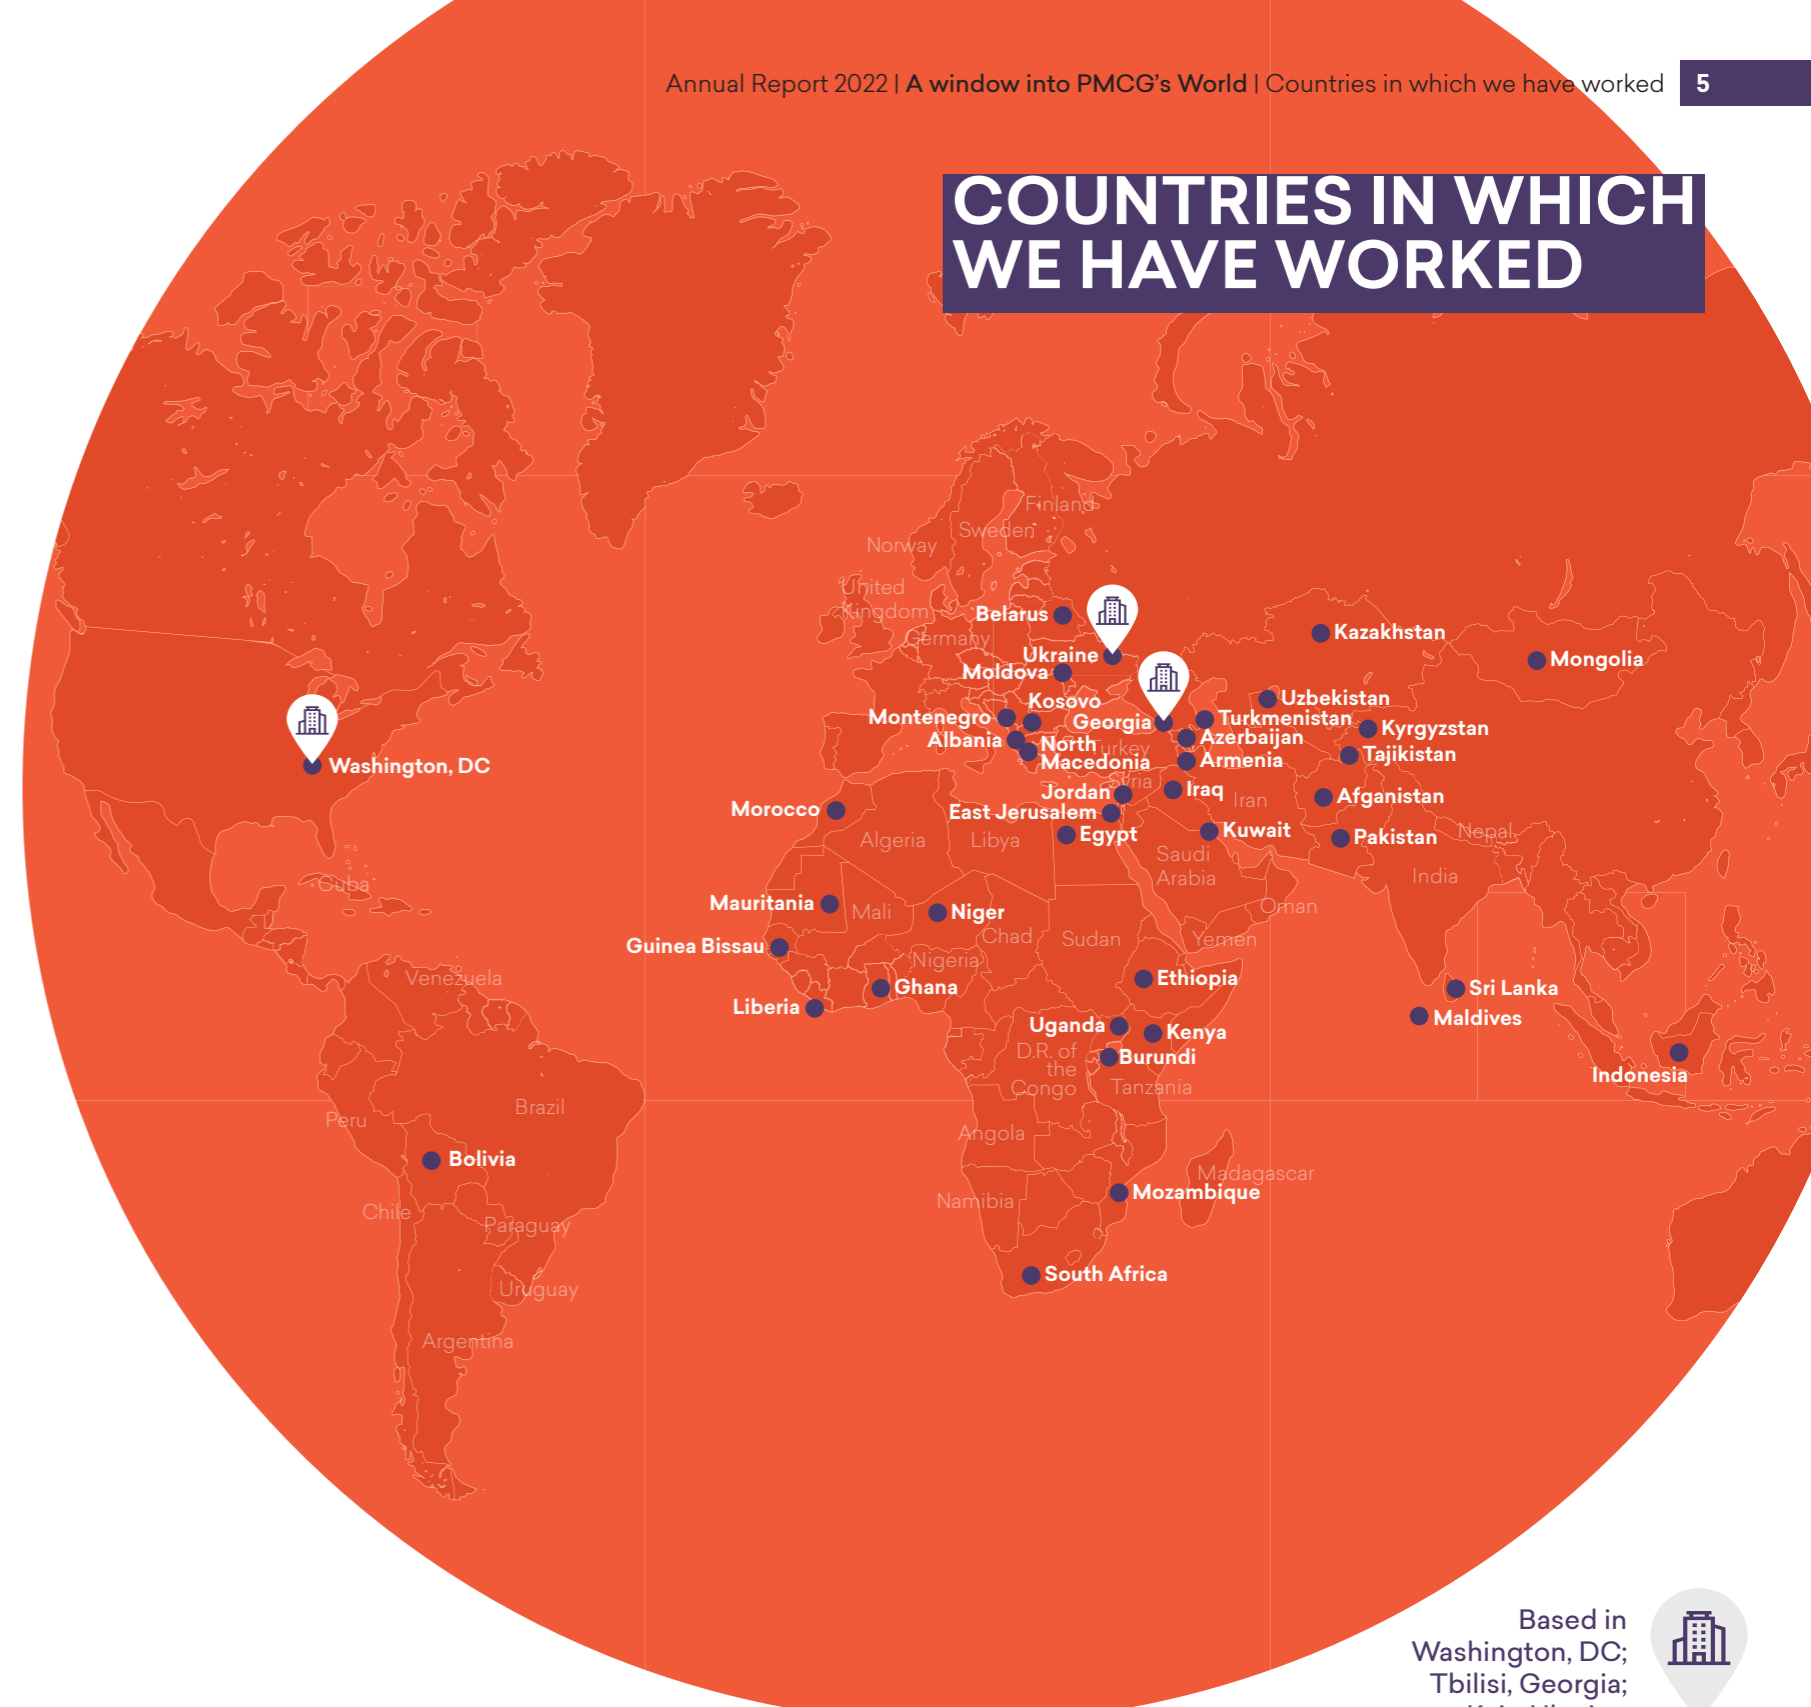 Annual Report 2022 | A window into PMCG's World | Countries in which we have worked 5
COUNTRIES IN WHICH
WE HAVE WORKED
Finland
Sweden
Norway
United
Kingdom
Germany
Belarus
Ukraine
Moldova
Kosovo
Montenegro
Georgia
Albania
North
Macedonia
Turkey
Kazakhstan
Mongolia
Uzbekistan
Turkmenistan
Kyrgyzstan
Azerbaijan
Tajikistan
Armenia
Washington, DC
Syria
Jordan
Iraq
Iran
Afganistan
Morocco
East Jerusalem
Egypt
Kuwait
Pakistan
Nepal
Algeria
Libya
Saudi
Arabia
India
Cuba
Mauritania
Mali
Niger
Oman
Chad
Sudan
Yemen
Guinea Bissau
Nigeria
Venezuela
Ghana
Ethiopia
Sri Lanka
Liberia
Maldives
Uganda
Kenya
D.R. of
the
Congo
Burundi
Tanzania
Indonesia
Brazil
Peru
Angola
Bolivia
Madagascar
Mozambique
Namibia
Chile
Paraguay
South Africa
Uruguay
Argentina
Based in
Washington, DC;
Tbilisi, Georgia;